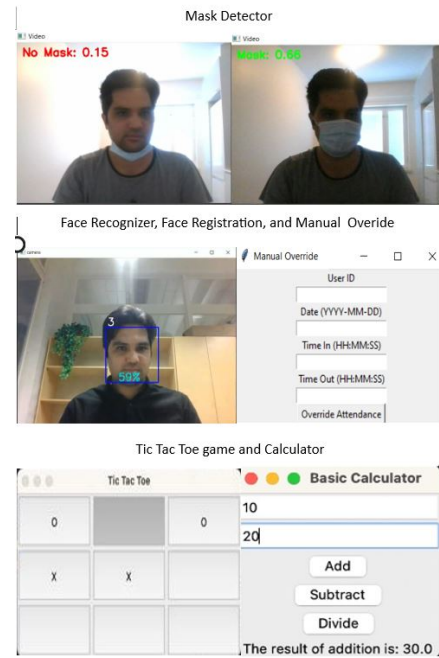 Mask Detector
Video
Video
No Mask: 0.15
Mask: 0.66
Face Recognizer, Face Registration, and Manual Overide
camera
Manual Override
3
59%
User ID
Date (YYYY-MM-DD)
Time In (HH:MM:SS)
Time Out (HH:MM:SS)
Override Attendance
Tic Tac Toe game and Calculator
Tic Tac Toe
O O
X X
Basic Calculator
10
20
Add
Subtract
Divide
The result of addition is: 30.0